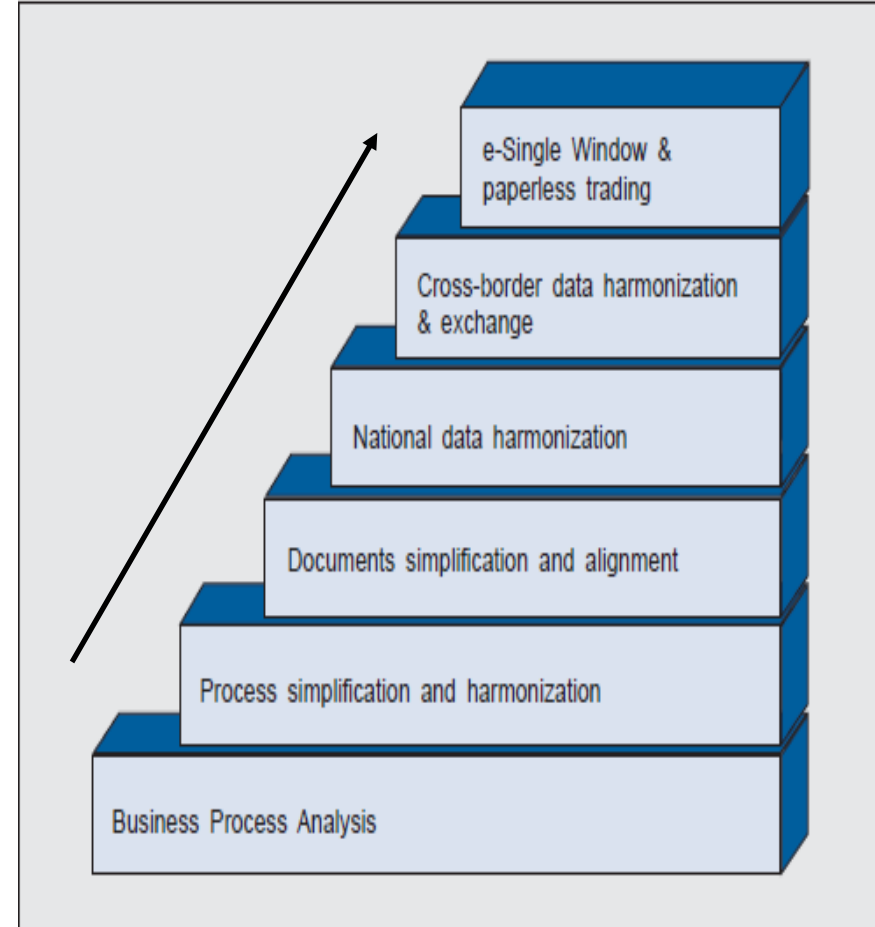 e-Single Window &
paperless trading
Cross-border data harmonization
& exchange
National data harmonization
Documents simplification and alignment
Process simplification and harmonization
Business Process Analysis